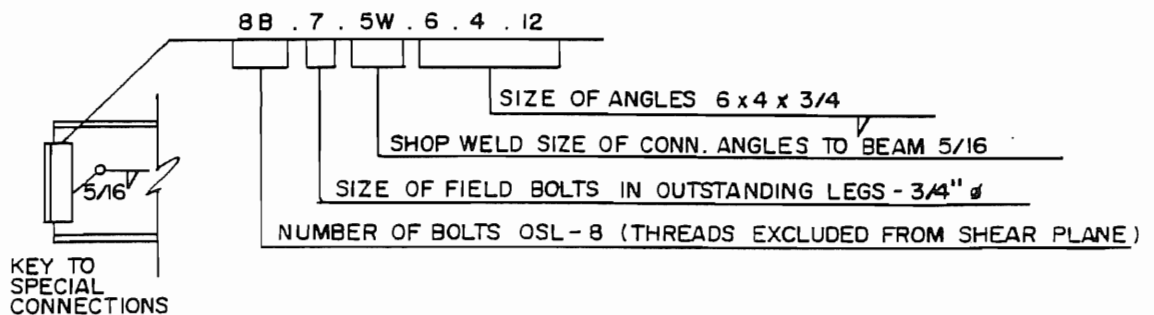 8B . 7 . 5W . 6 . 4 . 12
SIZE OF ANGLES 6 x 4 x 3/4
SHOP WELD SIZE OF CONN. ANGLES TO BEAM 5/16
5/16
SIZE OF FIELD BOLTS IN OUTSTANDING LEGS - 3/4" ø
NUMBER OF BOLTS OSL - 8 (THREADS EXCLUDED FROM SHEAR PLANE)
KEY TO
SPECIAL
CONNECTIONS